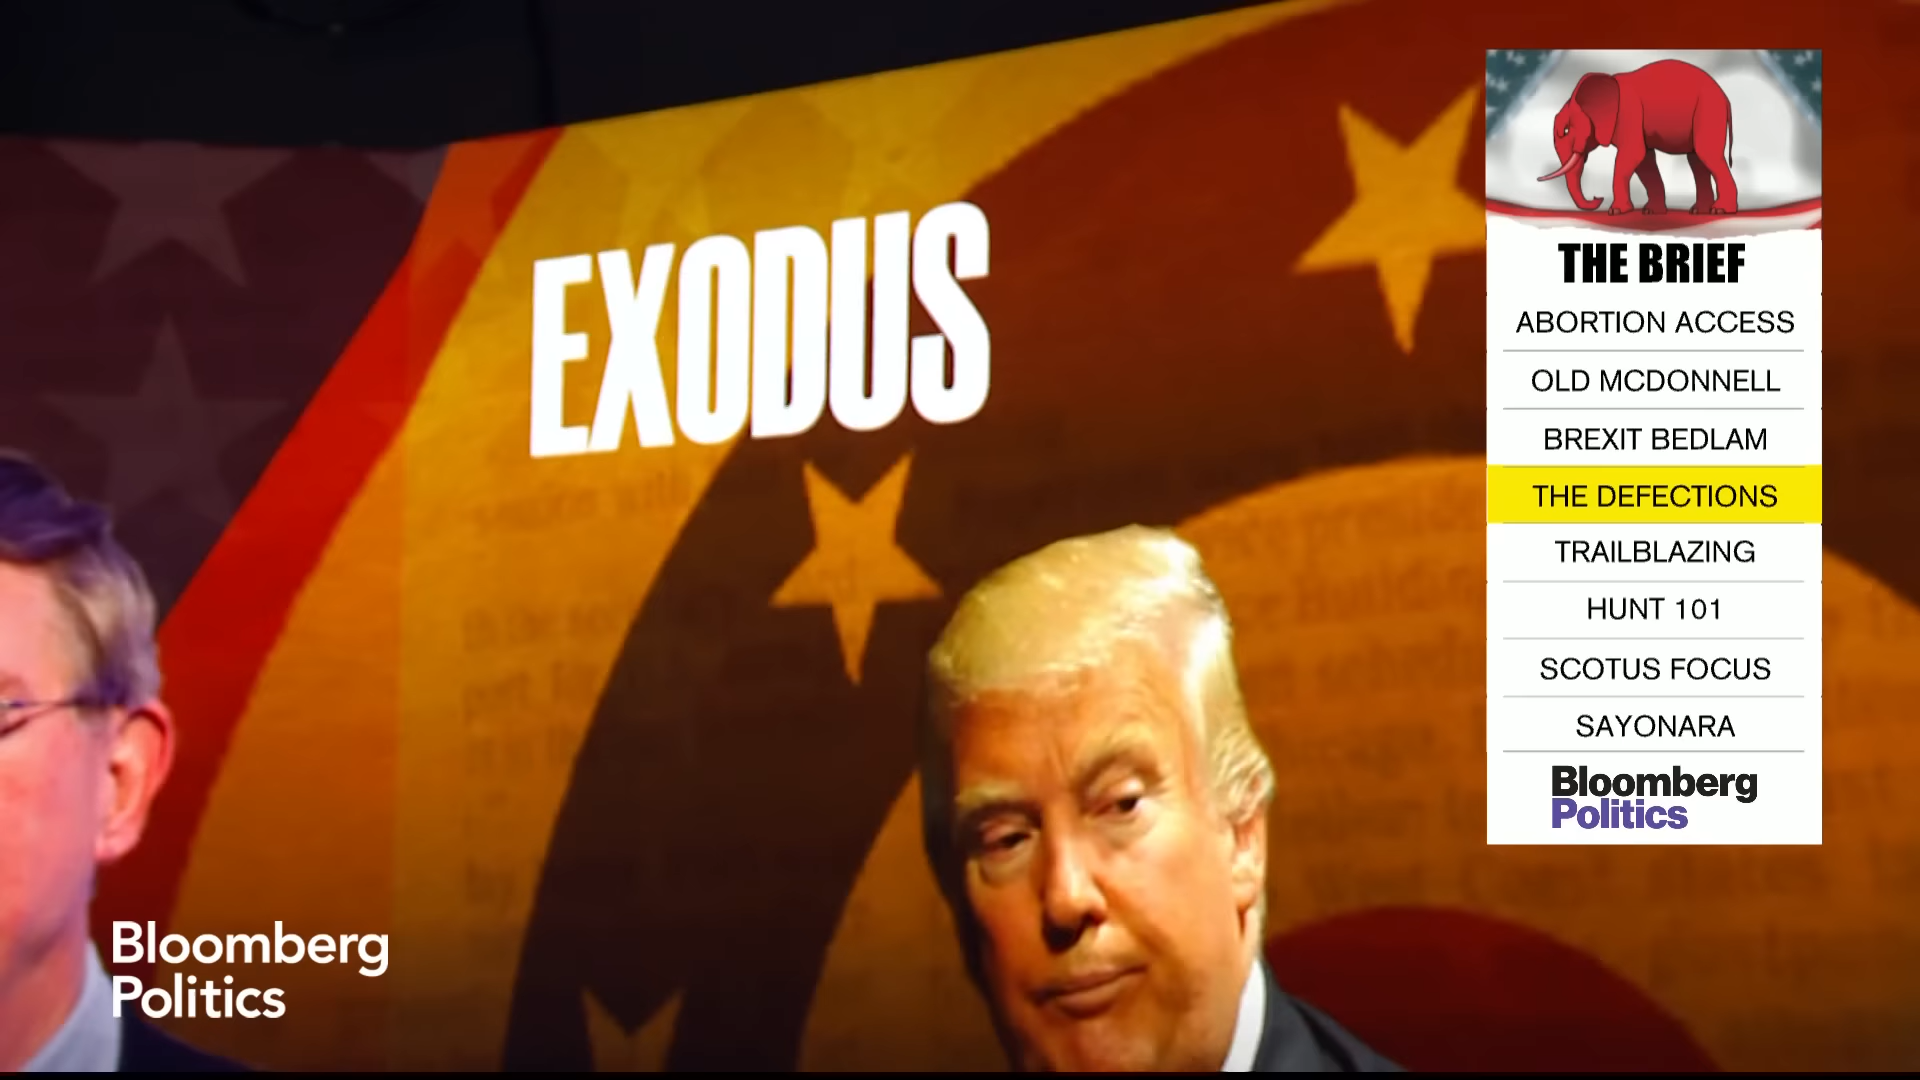 EXODUS
THE BRIEF
ABORTION ACCESS
OLD MCDONNELL
BREXIT BEDLAM
THE DEFECTIONS
TRAILBLAZING
HUNT 101
SCOTUS FOCUS
SAYONARA
Bloomberg
Politics
Bloomberg
Politics